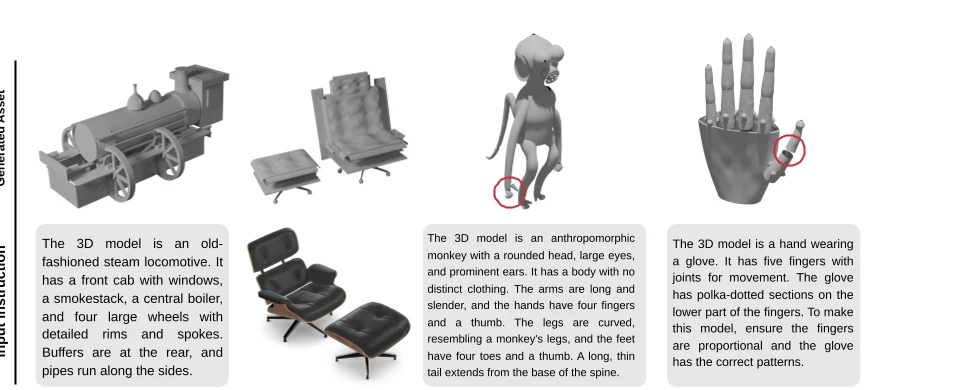 Generated Asset
Input Instruction
The 3D model is an old-
fashioned steam locomotive. It
has a front cab with windows,
a smokestack, a central boiler,
and four large wheels with
detailed rims and spokes.
Buffers are at the rear, and
pipes run along the sides.
The 3D model is an anthropomorphic
monkey with a rounded head, large eyes,
and prominent ears. It has a body with no
distinct clothing. The arms are long and
slender, and the hands have four fingers
and a thumb. The legs are curved,
resembling a monkey's legs, and the feet
have four toes and a thumb. A long, thin
tail extends from the base of the spine.
The 3D model is a hand wearing
a glove. It has five fingers with
joints for movement. The glove
has polka-dotted sections on the
lower part of the fingers. To make
this model, ensure the fingers
are proportional and the glove
has the correct patterns.